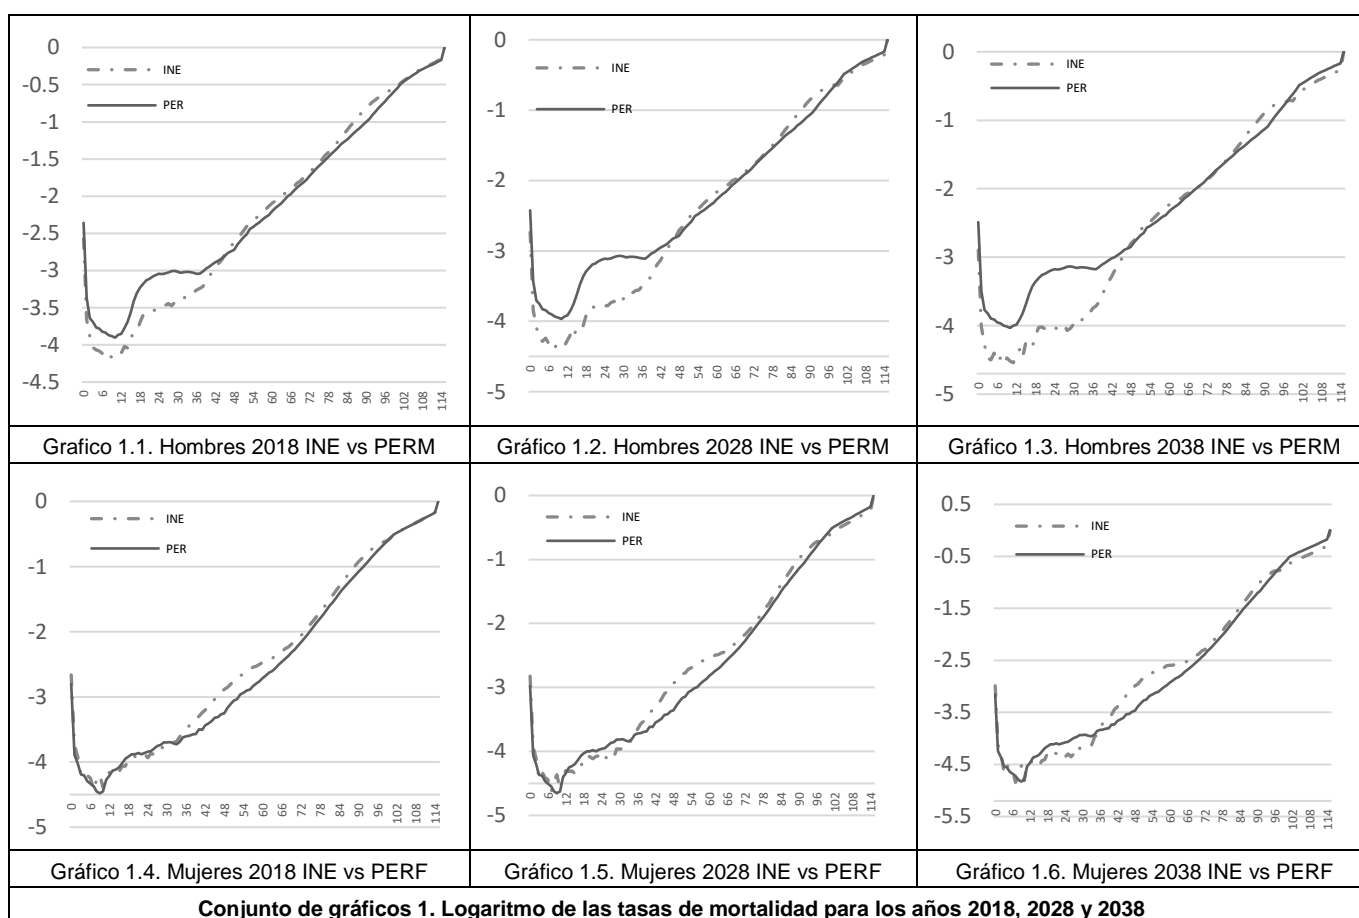 0
-0.5
-1
-1.5
-2
-2.5
-3
-3.5
-4
-4.5
INE
PER
0 6 12 18 24 30 36 42 48 54 60 66 72 78 84 90 96 102 108 114
Grafico 1.1. Hombres 2018 INE vs PERM
0
-1
-2
-3
-4
-5
INE
PER
0 6 12 18 24 30 36 42 48 54 60 66 72 78 84 90 96 102 108 114
Gráfico 1.2. Hombres 2028 INE vs PERM
0
-1
-2
-3
-4
-5
INE
PER
0 6 12 18 24 30 36 42 48 54 60 66 72 78 84 90 96 102 108 114
Gráfico 1.3. Hombres 2038 INE vs PERM
0
-1
-2
-3
-4
-5
INE
PER
0 6 12 18 24 30 36 42 48 54 60 66 72 78 84 90 96 102 108 114
Gráfico 1.4. Mujeres 2018 INE vs PERF
0
-1
-2
-3
-4
-5
INE
PER
0 6 12 18 24 30 36 42 48 54 60 66 72 78 84 90 96 102 108 114
Gráfico 1.5. Mujeres 2028 INE vs PERF
0.5
-0.5
-1.5
-2.5
-3.5
-4.5
-5.5
INE
PER
0 6 12 18 24 30 36 42 48 54 60 66 72 78 84 90 96 102 108 114
Gráfico 1.6. Mujeres 2038 INE vs PERF
Conjunto de gráficos 1. Logaritmo de las tasas de mortalidad para los años 2018, 2028 y 2038